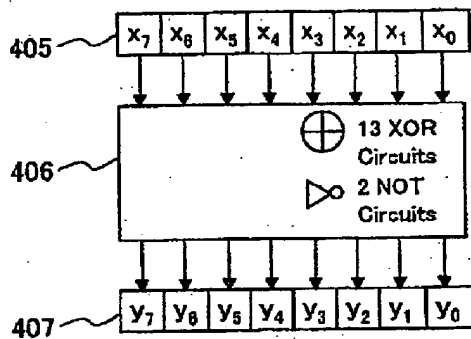 405 x₇ x₆ x₅ x₄ x₃ x₂ x₁ x₀
406
13 XOR
Circuits
2 NOT
Circuits
407 y₇ y₆ y₅ y₄ y₃ y₂ y₁ y₀